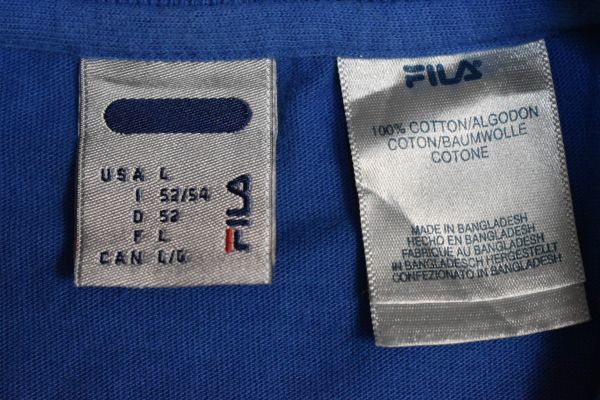 USA L
I 52/54
D 52
F L
CAN L/G
FILA
FILA
100% COTTON/ALGODON
COTON/BAUMWOLLE
COTONE
MADE IN BANGLADESH
HECHO EN BANGLADESH
FABRIQUE AU BANGLADESH
IN BANGLADESCH HERGESTELLT
CONFEZIONATO IN BANGLADESH